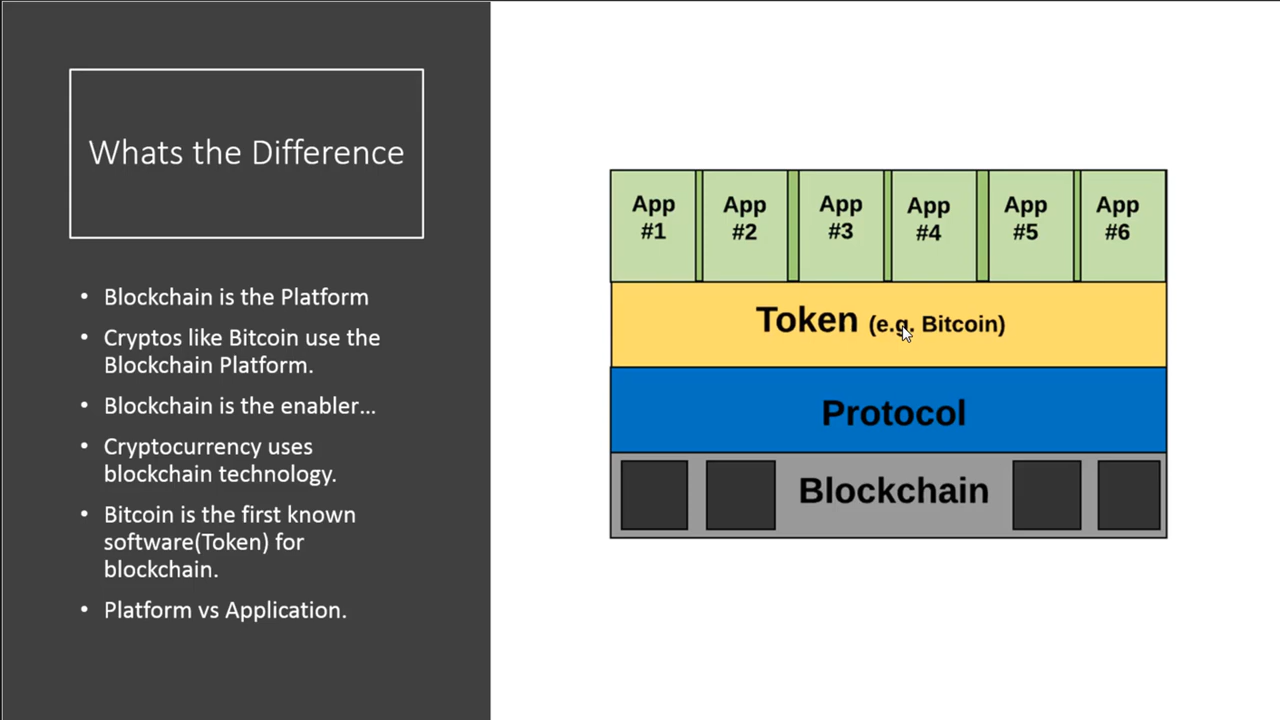 Whats the Difference
• Blockchain is the Platform
• Cryptos like Bitcoin use the
Blockchain Platform.
• Blockchain is the enabler…
• Cryptocurrency uses
blockchain technology.
• Bitcoin is the first known
software(Token) for
blockchain.
• Platform vs Application.
App
#1
App
#2
App
#3
App
#4
App
#5
App
#6
Token (e.g. Bitcoin)
Protocol
Blockchain